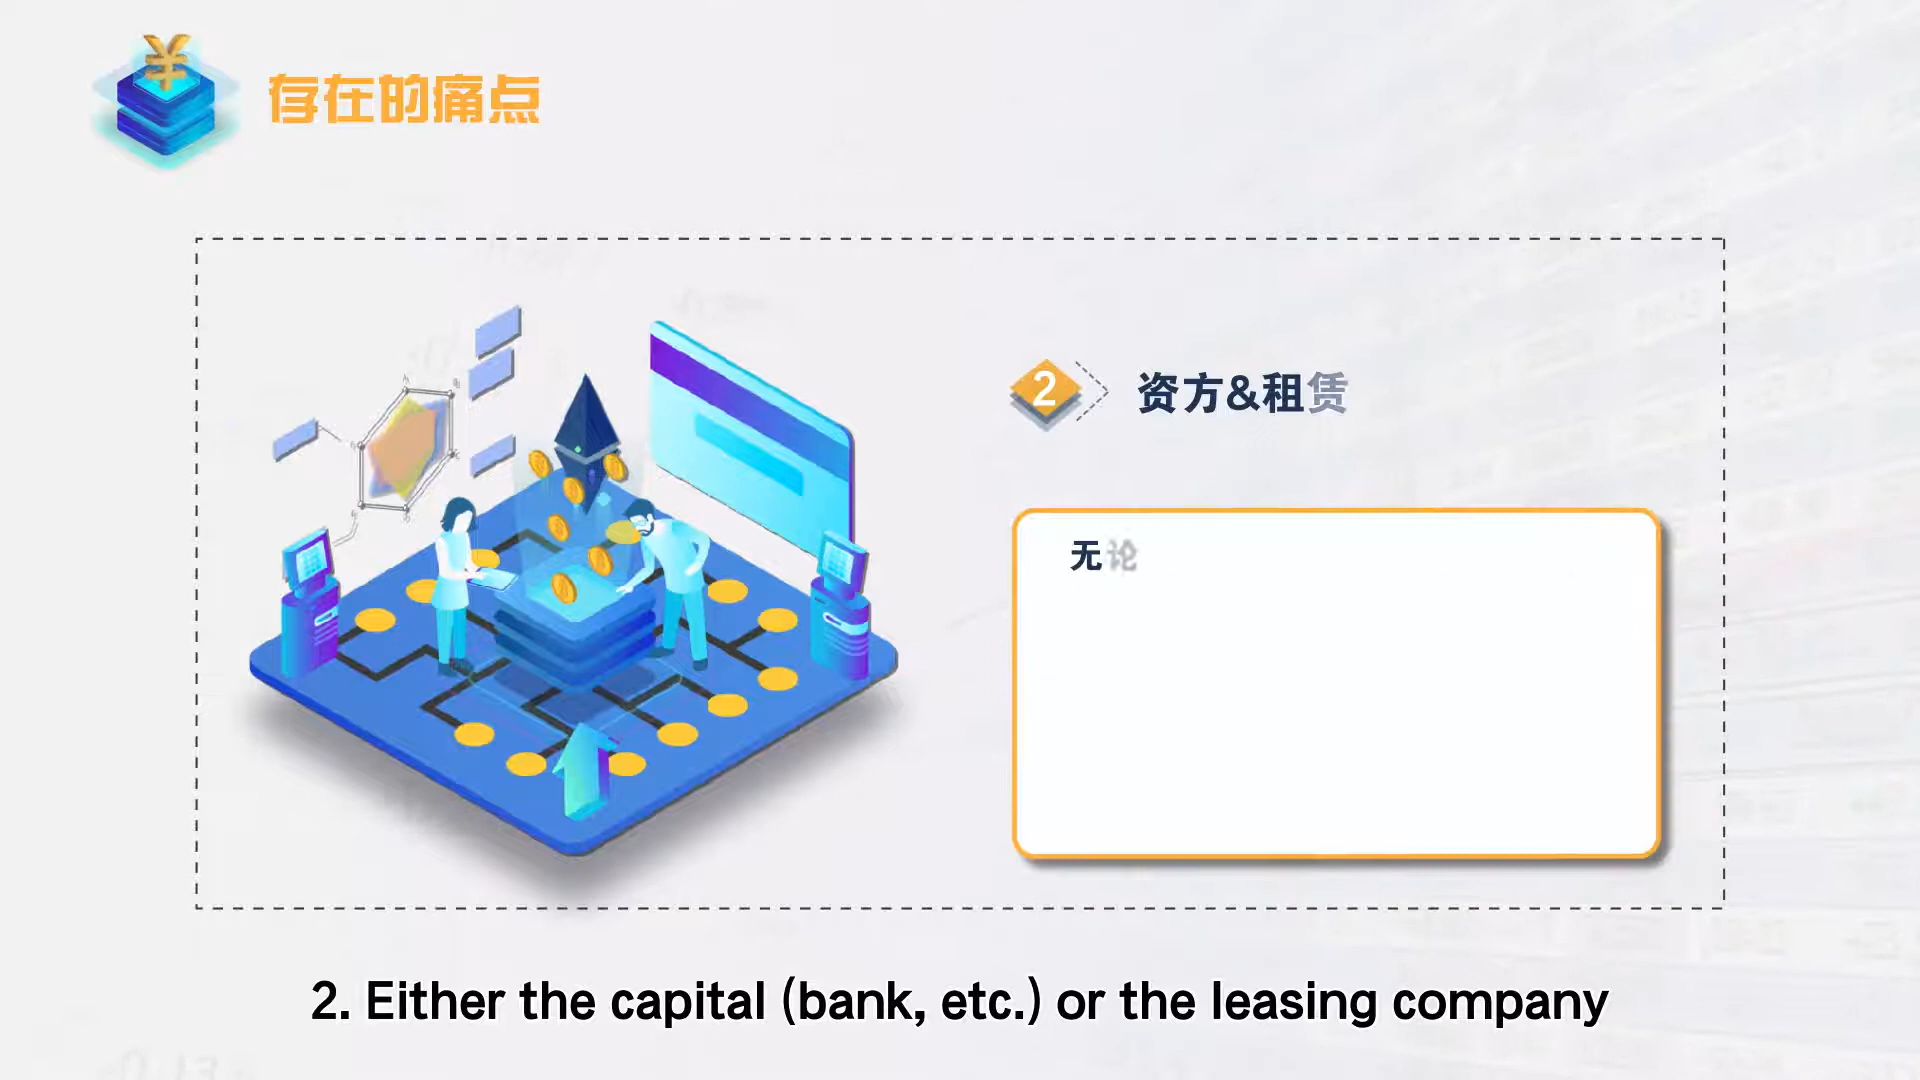 存在的痛点
2
资方&租赁
无论
2. Either the capital (bank, etc.) or the leasing company